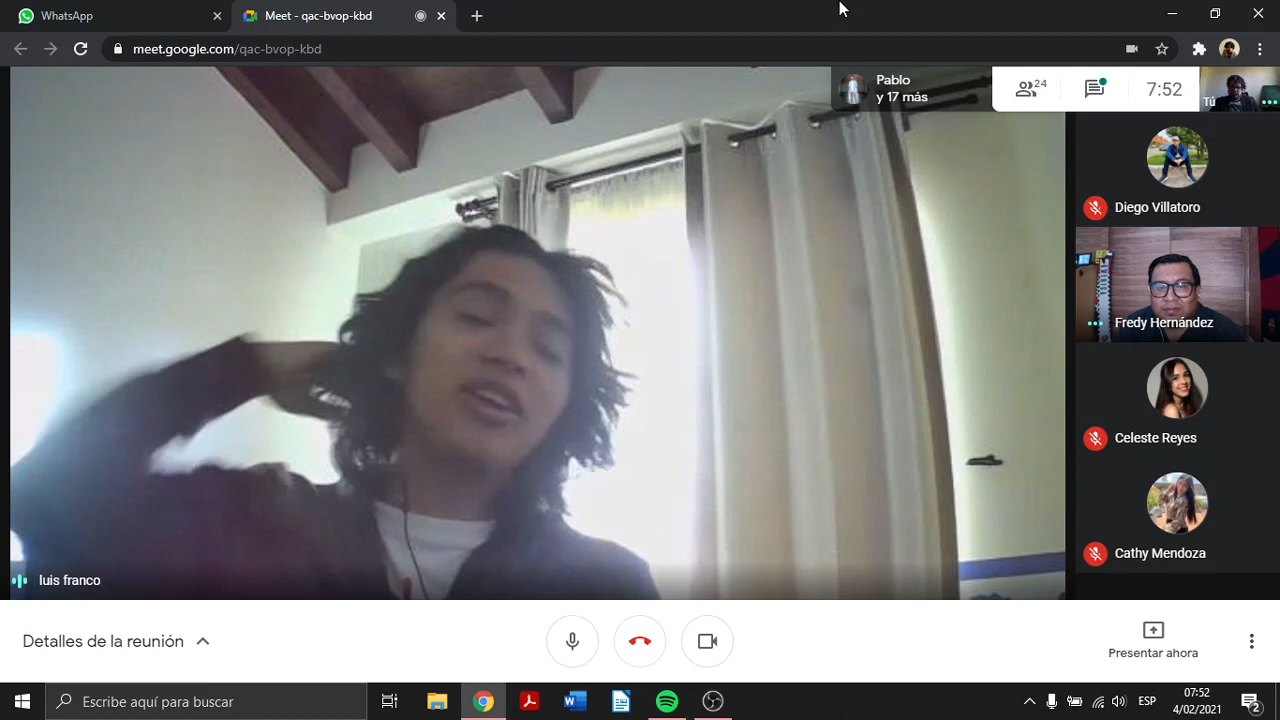 WhatsApp
Meet - qac-bvop-kbd
meet.google.com/qac-bvop-kbd
Pablo
y 17 más
24
7:52
Tú
Diego Villatoro
Fredy Hernández
Celeste Reyes
Cathy Mendoza
luis franco
Detalles de la reunión
Presentar ahora
Escribe aquí para buscar
ESP
07:52
4/02/2021
2